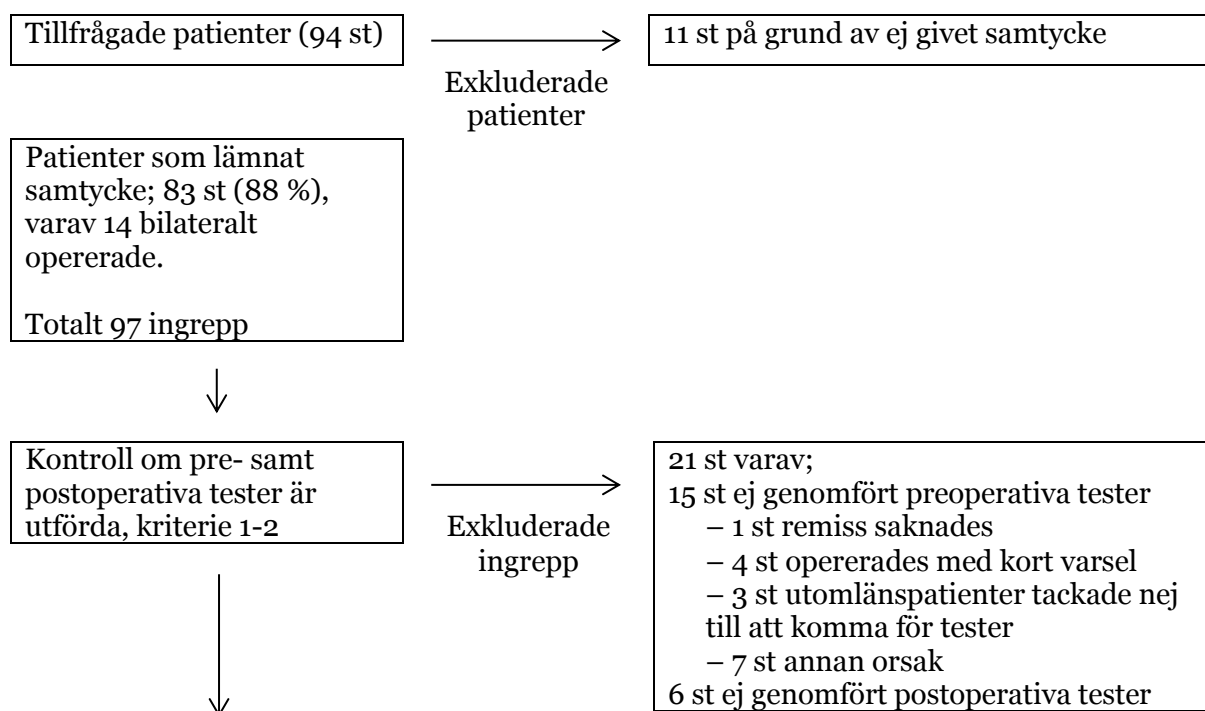 Tillfrågade patienter (94 st)
11 st på grund av ej givet samtycke
Exkluderade
patienter
Patienter som lämnat
samtycke; 83 st (88 %),
varav 14 bilateralt
opererade.
Totalt 97 ingrepp
Kontroll om pre- samt
postoperativa tester är
utförda, kriterie 1-2
Exkluderade
ingrepp
21 st varav;
15 st ej genomfört preoperativa tester
– 1 st remiss saknades
– 4 st opererades med kort varsel
– 3 st utomlänspatienter tackade nej
till att komma för tester
– 7 st annan orsak
6 st ej genomfört postoperativa tester